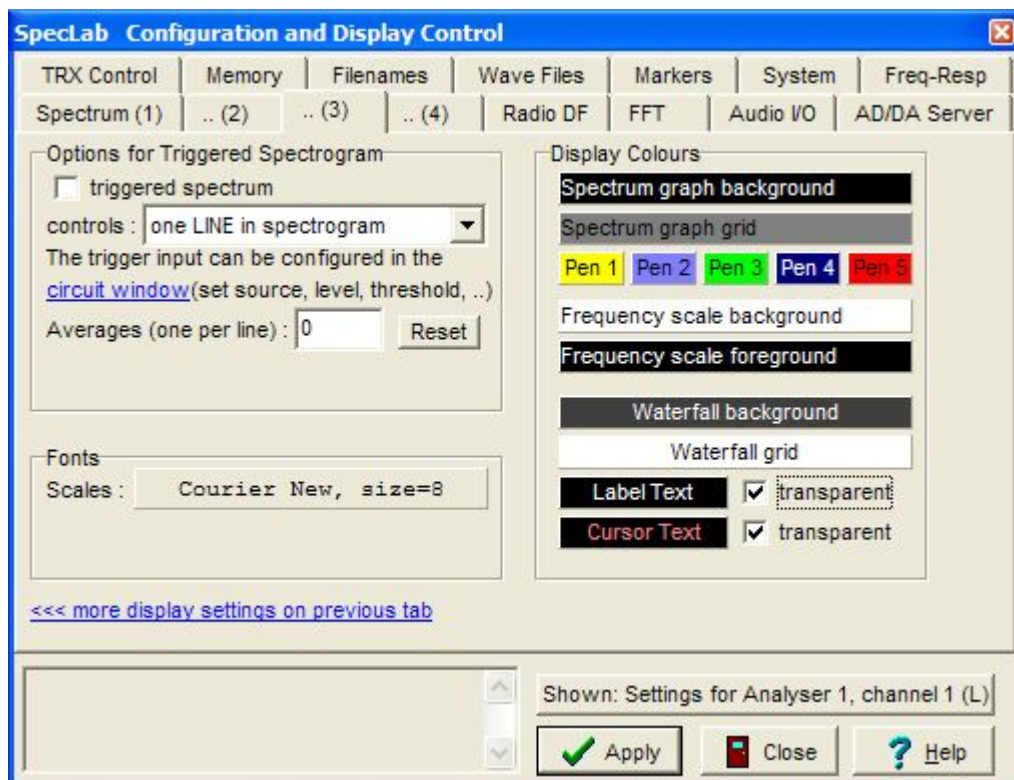 SpecLab Configuration and Display Control
TRX Control Memory Filenames Wave Files Markers System Freq-Resp
Spectrum (1) .. (2) .. (3) .. (4) Radio DF FFT Audio I/O AD/DA Server
Options for Triggered Spectrogram
triggered spectrum
controls : one LINE in spectrogram
The trigger input can be configured in the
circuit window(set source, level, threshold, ..)
Averages (one per line) : 0 Reset
Fonts
Scales : Courier New, size=8
<<< more display settings on previous tab
Display Colours
Spectrum graph background
Spectrum graph grid
Pen 1 Pen 2 Pen 3 Pen 4 Pen 5
Frequency scale background
Frequency scale foreground
Waterfall background
Waterfall grid
Label Text transparent
Cursor Text transparent
Shown: Settings for Analyser 1, channel 1 (L)
Apply Close Help